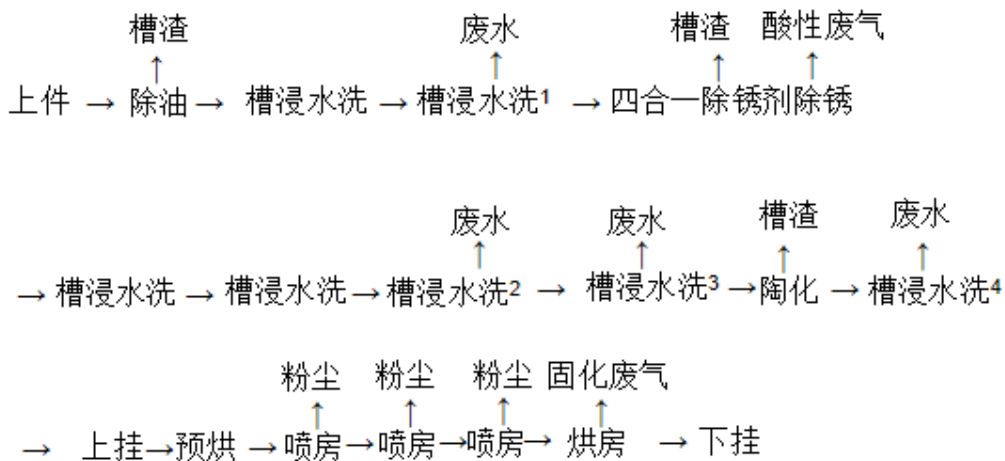 槽渣 废水 槽渣 酸性废气
↑ ↑ ↑ ↑
上件 → 除油 → 槽浸水洗 → 槽浸水洗1 → 四合一除锈剂除锈
废水 废水 槽渣 废水
↑ ↑ ↑ ↑
→ 槽浸水洗 → 槽浸水洗 → 槽浸水洗2 → 槽浸水洗3 → 陶化 → 槽浸水洗4
粉尘 粉尘 粉尘 固化废气
↑ ↑ ↑ ↑
→ 上挂 → 预烘 → 喷房 → 喷房 → 喷房 → 烘房 → 下挂